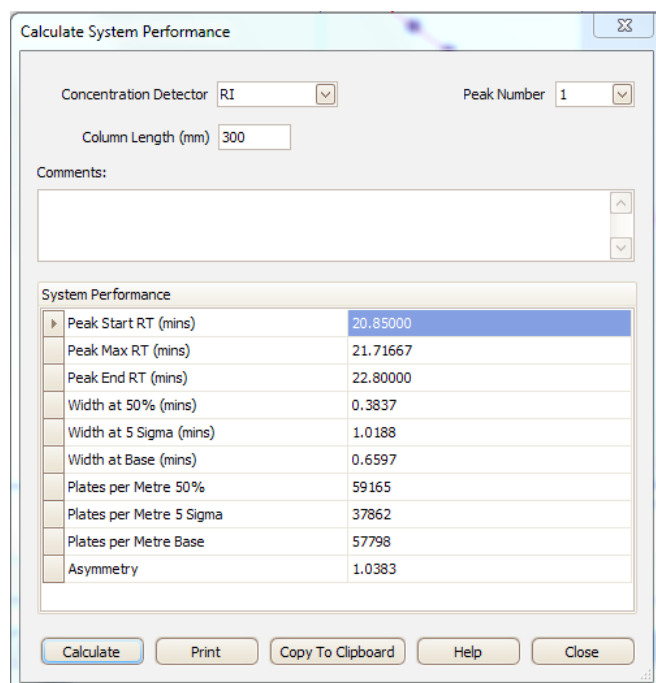 Calculate System Performance
Concentration Detector RI Peak Number 1
Column Length (mm) 300
Comments:
System Performance
Peak Start RT (mins) 20.85000
Peak Max RT (mins) 21.71667
Peak End RT (mins) 22.80000
Width at 50% (mins) 0.3837
Width at 5 Sigma (mins) 1.0188
Width at Base (mins) 0.6597
Plates per Metre 50% 59165
Plates per Metre 5 Sigma 37862
Plates per Metre Base 57798
Asymmetry 1.0383
Calculate Print Copy To Clipboard Help Close